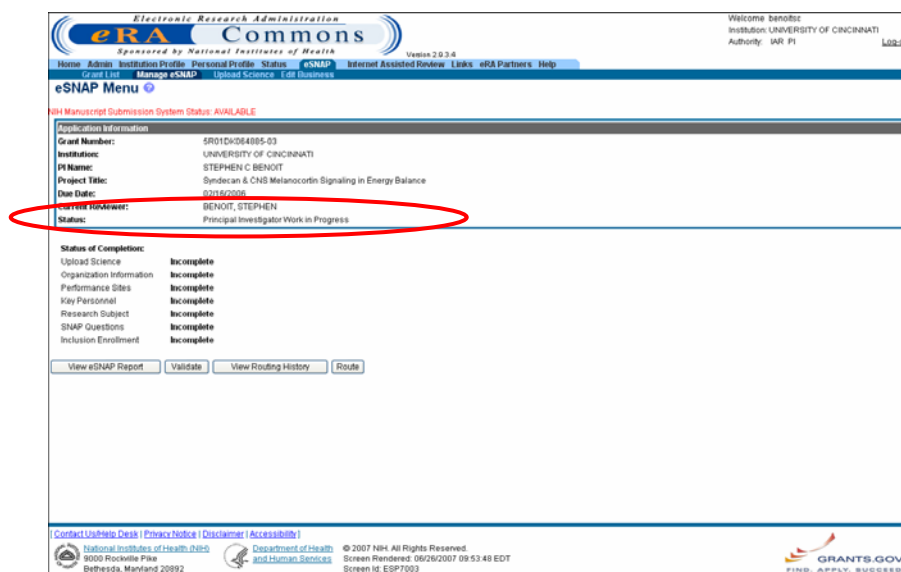 Electronic Research Administration
eRA Commons
Sponsored by National Institutes of Health
Version 2.9.3.4
Welcome benoitsc
Institution: UNIVERSITY OF CINCINNATI
Authority: IAR PI
Log-
Home Admin Institution Profile Personal Profile Status eSNAP Internet Assisted Review Links eRA Partners Help
Grant List Manage eSNAP Upload Science Edit Business
eSNAP Menu ?
NIH Manuscript Submission System Status: AVAILABLE
Application Information
Grant Number: 5R01DK064885-03
Institution: UNIVERSITY OF CINCINNATI
PI Name: STEPHEN C BENOIT
Project Title: Syndecan & CNS Melanocortin Signaling in Energy Balance
Due Date: 02/16/2006
Current Reviewer: BENOIT, STEPHEN
Status: Principal Investigator Work in Progress
Status of Completion:
Upload Science Incomplete
Organization Information Incomplete
Performance Sites Incomplete
Key Personnel Incomplete
Research Subject Incomplete
SNAP Questions Incomplete
Inclusion Enrollment Incomplete
View eSNAP Report Validate View Routing History Route
[ Contact Us/Help Desk | Privacy Notice | Disclaimer | Accessibility ]
National Institutes of Health (NIH)
9000 Rockville Pike
Bethesda, Maryland 20892
Department of Health
and Human Services
© 2007 NIH. All Rights Reserved.
Screen Rendered: 06/26/2007 09:53:48 EDT
Screen Id: ESP7003
GRANTS.GOV
FIND. APPLY. SUCCEED